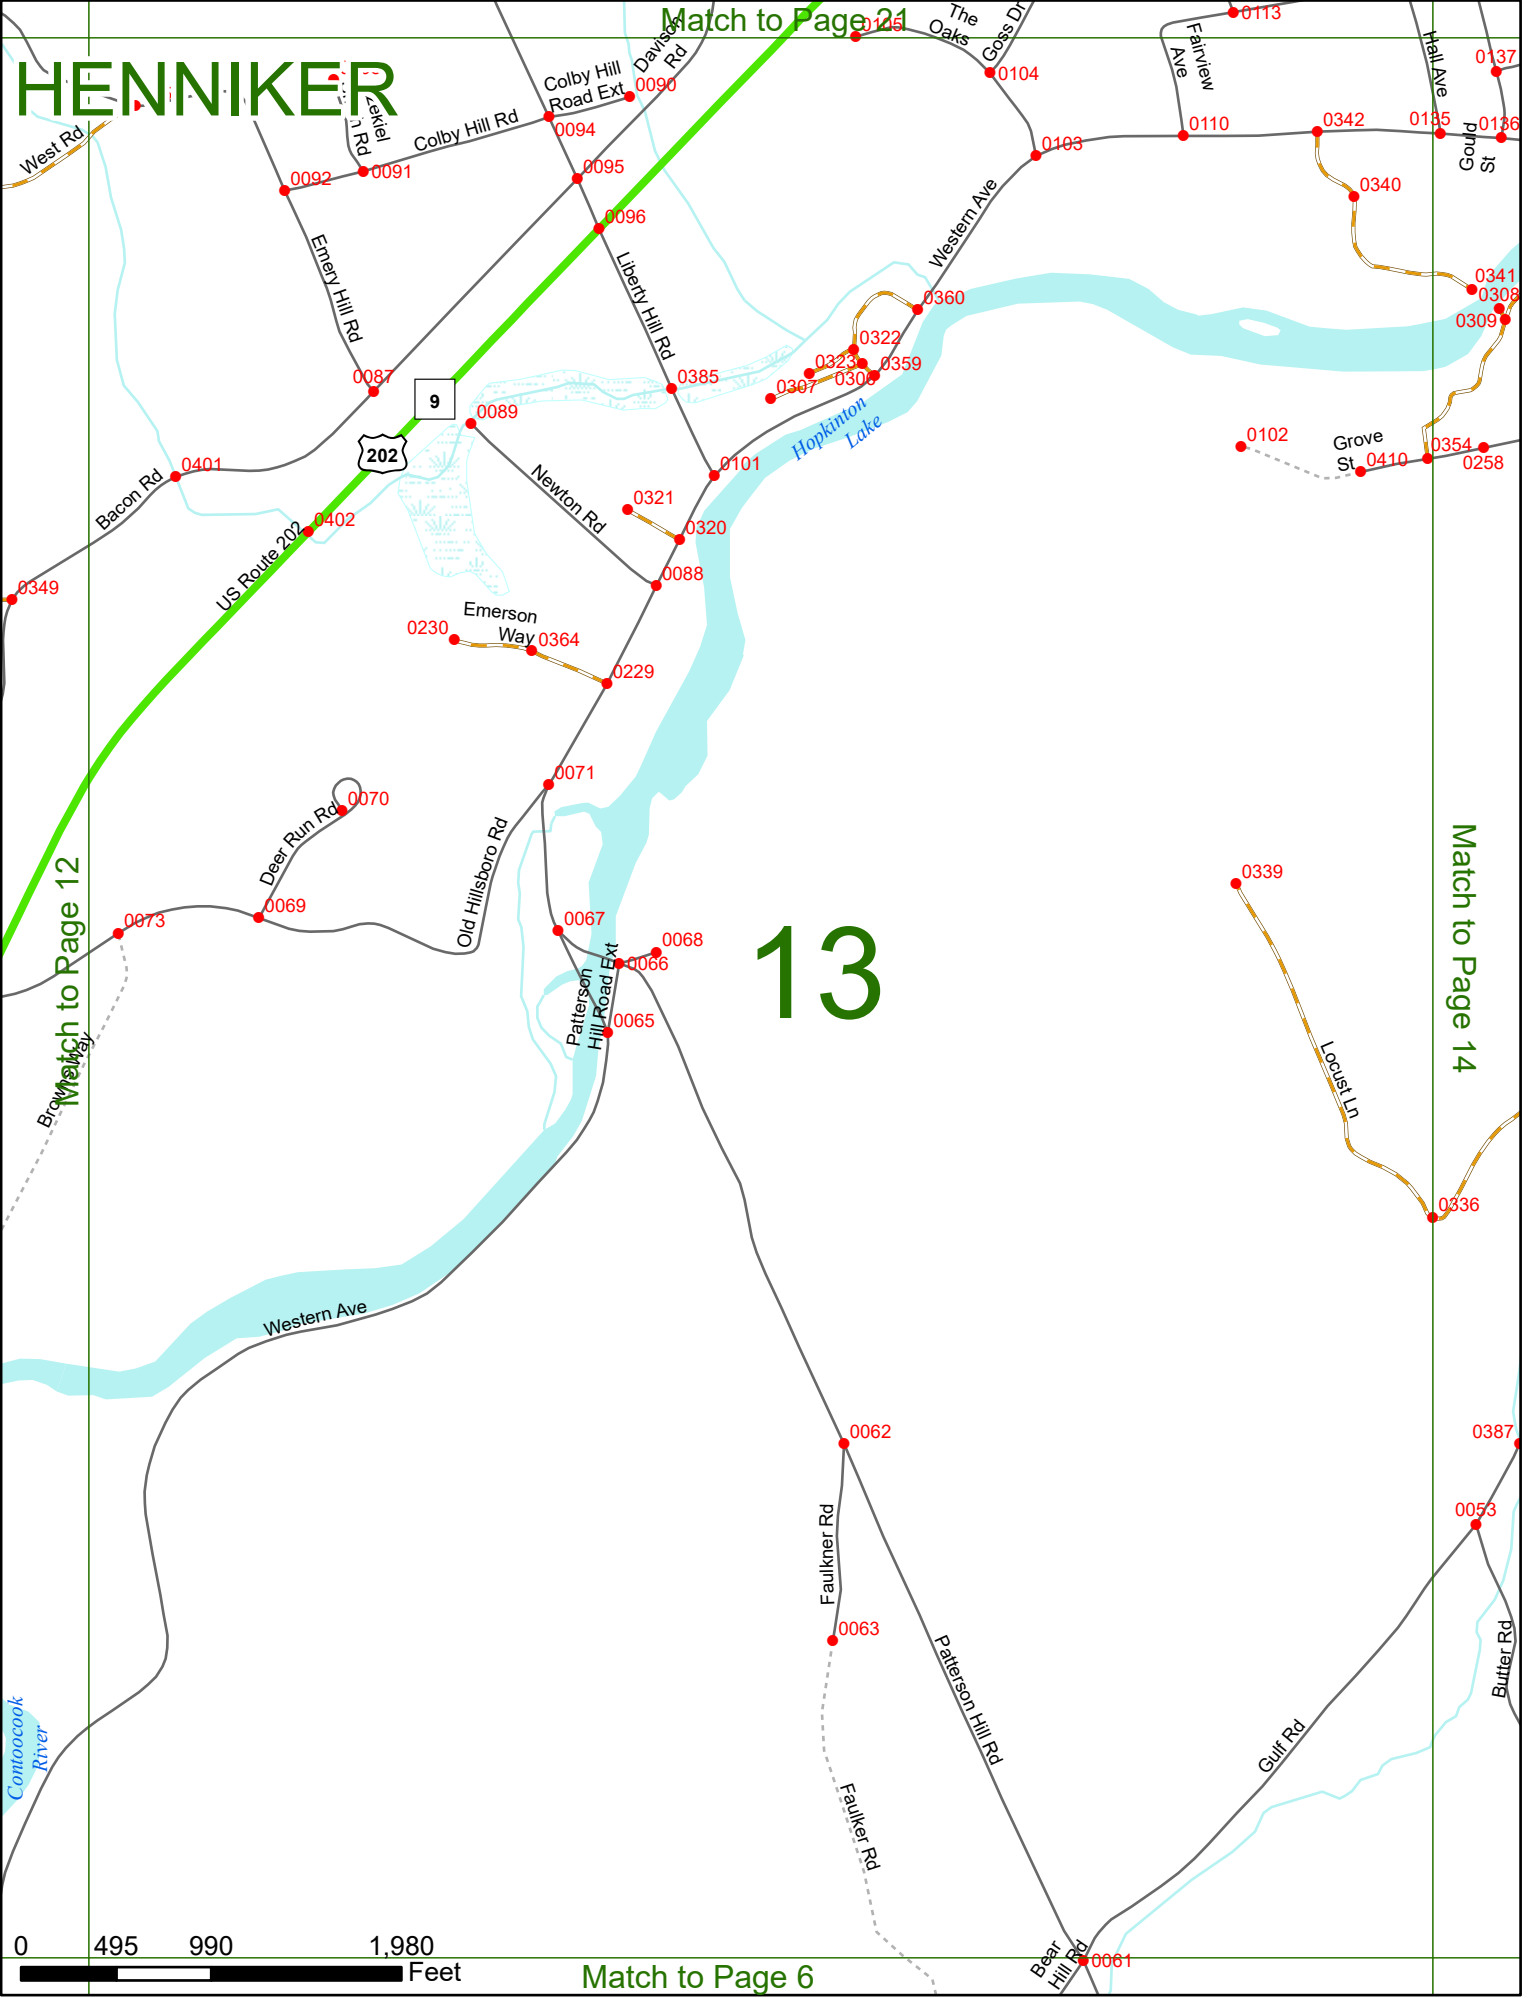 Match to Page 21
HENNIKER
The
Oaks
Goss Dr
0105
0113
0104
Fairview
Ave
Hall Ave
0137
Davison
Rd
Colby Hill
Road Ext
0090
0094
Colby Hill Rd
West Rd
0091
0092
0095
0096
0103
0110
0342
0135
0136
Gould
St
0340
0341
0308
0309
Emery Hill Rd
Liberty Hill Rd
Western Ave
0360
0322
0323
0306
0359
0307
0385
0087
9
202
0089
Hopkinton
Lake
0101
0102
Grove
St
0410
0354
0258
0401
Bacon Rd
0402
US Route 202
Newton Rd
0321
0320
0088
0349
Emerson
Way
0230
0364
0229
0071
0070
Deer Run Rd
Old Hillsboro Rd
0069
0073
Match to Page 12
Match to Page 14
0339
0067
0068
0066
0065
Patterson
Hill Road Ext
13
Browns Way
Locust Ln
0336
Western Ave
0062
0387
0053
Faulkner Rd
0063
Butter Rd
Patterson Hill Rd
Gulf Rd
Contoocook
River
Faulker Rd
Bear
Hill Rd
0061
0 495 990 1,980
Feet
Match to Page 6